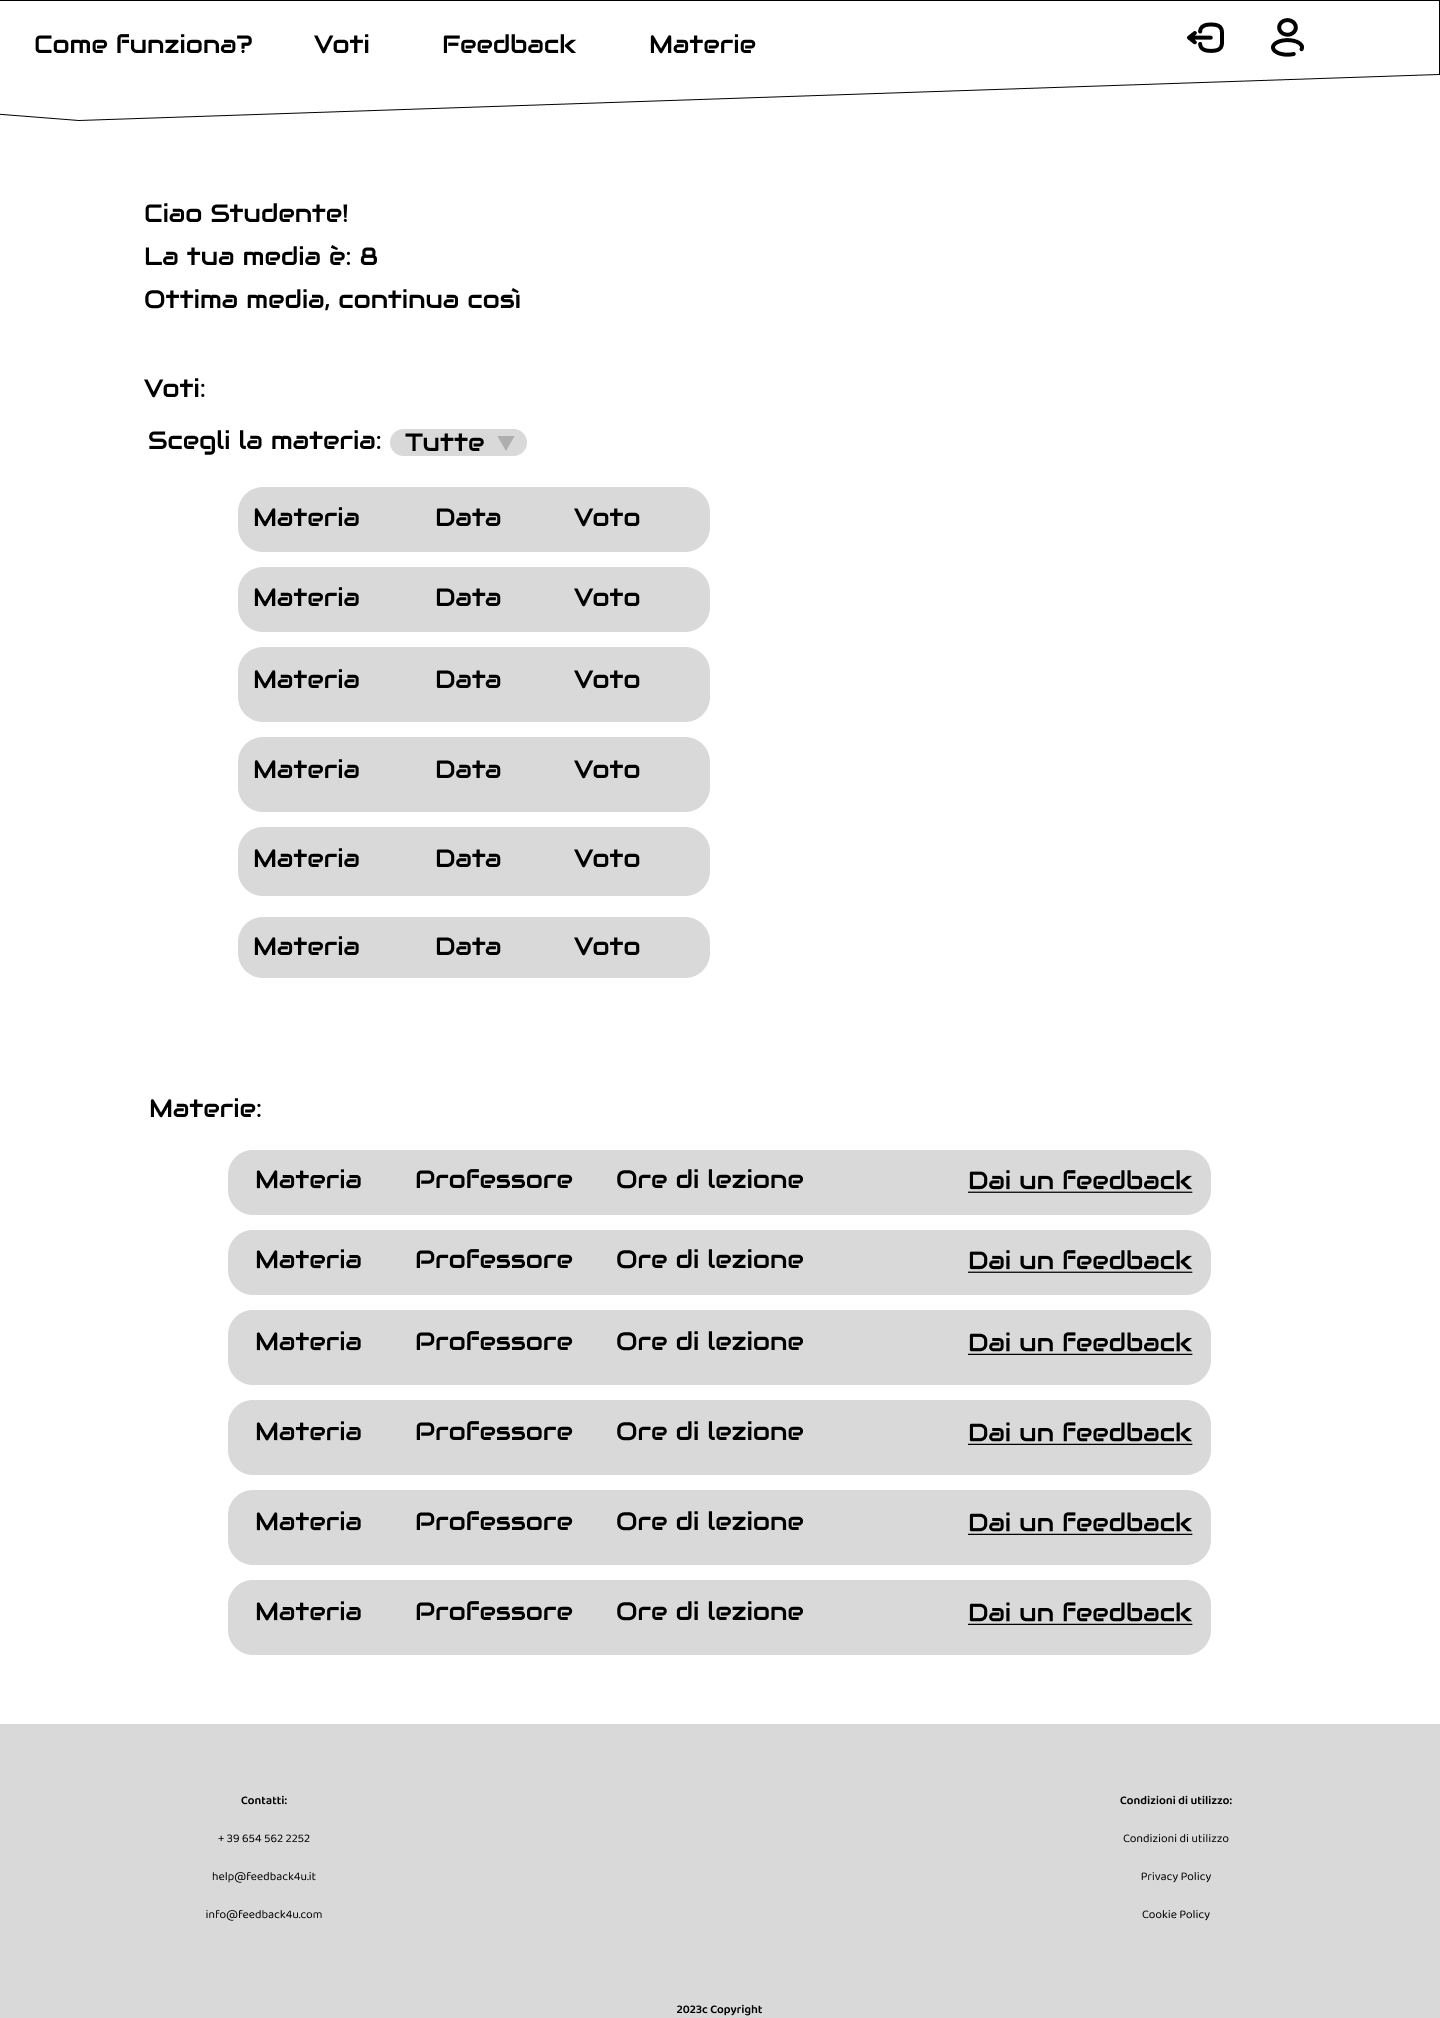 Come funziona? Voti Feedback Materie
Ciao Studente!
La tua media è: 8
Ottima media, continua così
Voti:
Scegli la materia: Tutte
Materia Data Voto
Materia Data Voto
Materia Data Voto
Materia Data Voto
Materia Data Voto
Materia Data Voto
Materie:
Materia Professore Ore di lezione Dai un feedback
Materia Professore Ore di lezione Dai un feedback
Materia Professore Ore di lezione Dai un feedback
Materia Professore Ore di lezione Dai un feedback
Materia Professore Ore di lezione Dai un feedback
Materia Professore Ore di lezione Dai un feedback
Contatti:
+ 39 654 562 2252
help@feedback4u.it
info@feedback4u.com
Condizioni di utilizzo:
Condizioni di utilizzo
Privacy Policy
Cookie Policy
2023c Copyright